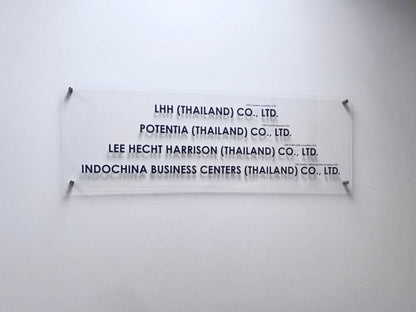 LHH (THAILAND) CO., LTD.
POTENTIA (THAILAND) CO., LTD.
LEE HECHT HARRISON (THAILAND) CO., LTD.
INDOCHINA BUSINESS CENTERS (THAILAND) CO., LTD.